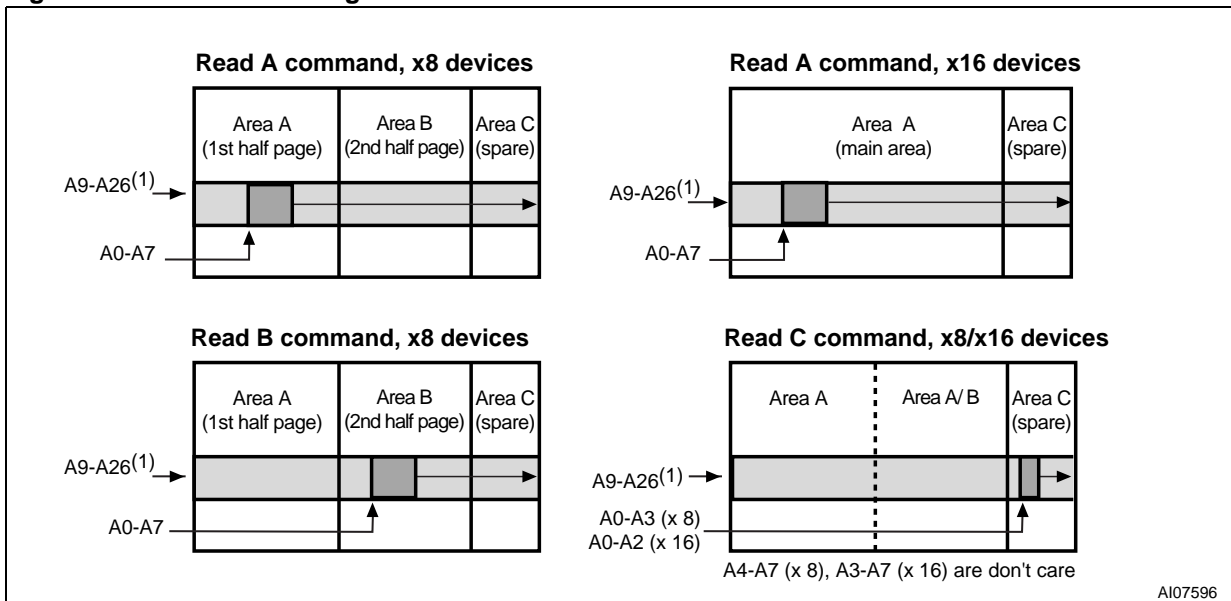 Read A command, x8 devices
Area A
(1st half page)
Area B
(2nd half page)
Area C
(spare)
A9-A26(1)
A0-A7
Read A command, x16 devices
Area A
(main area)
Area C
(spare)
A9-A26(1)
A0-A7
Read B command, x8 devices
Area A
(1st half page)
Area B
(2nd half page)
Area C
(spare)
A9-A26(1)
A0-A7
Read C command, x8/x16 devices
Area A
Area A/ B
Area C
(spare)
A9-A26(1)
A0-A3 (x 8)
A0-A2 (x 16)
A4-A7 (x 8), A3-A7 (x 16) are don't care
AI07596